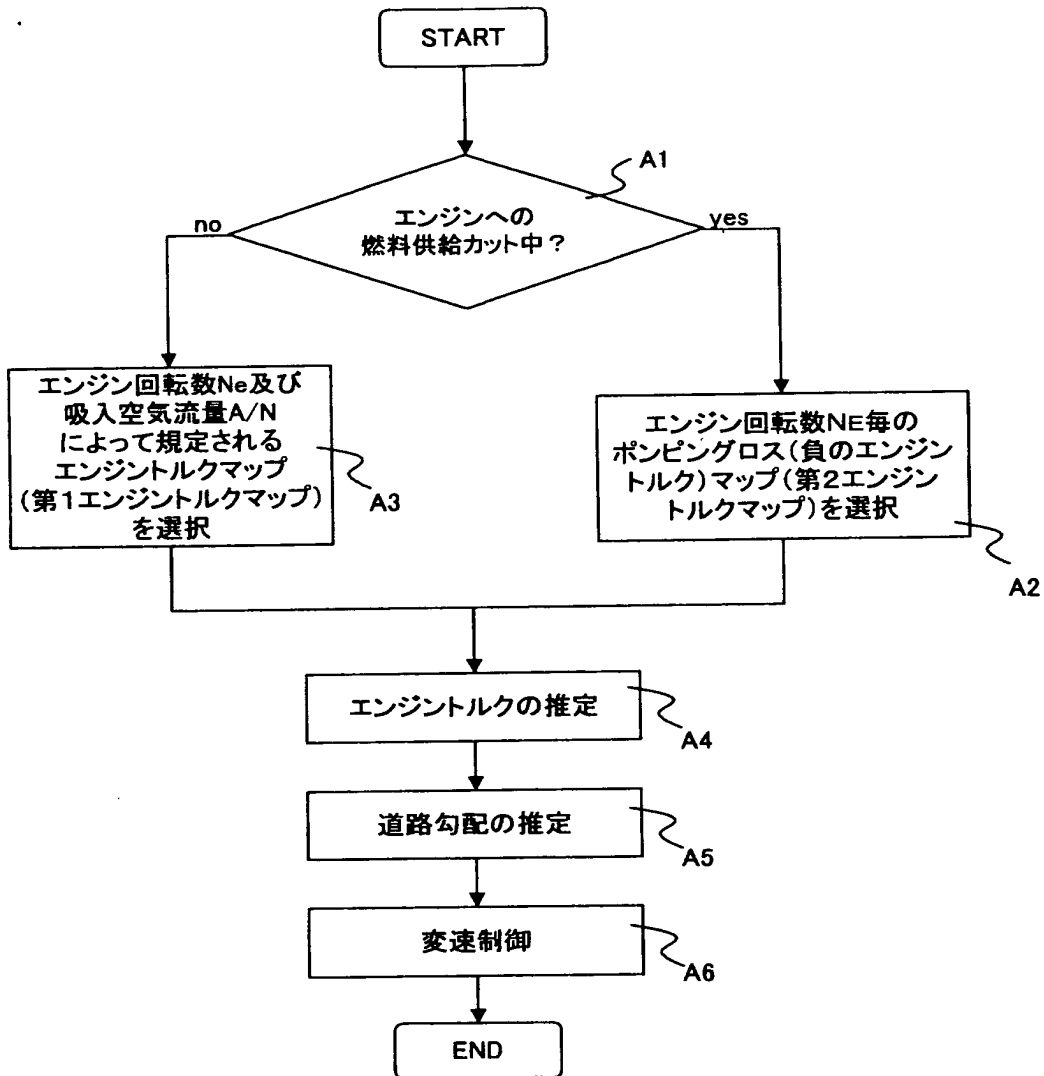 START
A1
エンジンへの
燃料供給カット中？
no
yes
エンジン回転数Ne及び
吸入空気流量A/N
によって規定される
エンジントルクマップ
(第1エンジントルクマップ)
を選択
A3
エンジン回転数NE毎の
ポンピングロス(負のエンジン
トルク)マップ(第2エンジン
トルクマップ)を選択
A2
エンジントルクの推定
A4
道路勾配の推定
A5
変速制御
A6
END